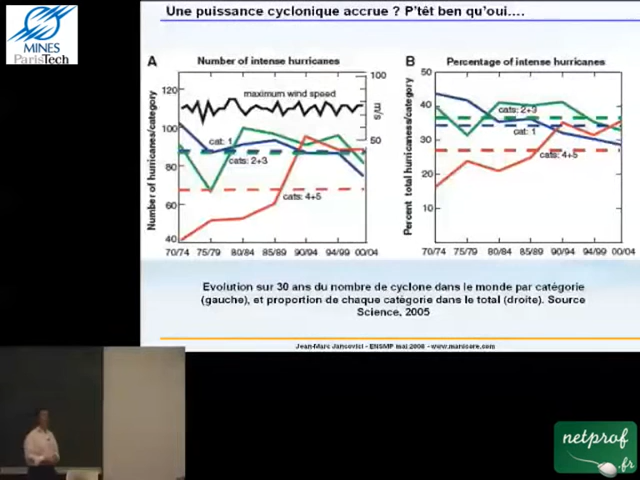 Une puissance cyclonique accrue ? P'têt ben qu'oui....
MINES
ParisTech
A
Number of intense hurricanes
B
Percentage of intense hurricanes
Number of hurricanes/category
120
100
80
60
40
100
50
m/s
maximum wind speed
cat: 1
cats: 2+3
cats: 4+5
70/74 75/79 80/84 85/89 90/94 95/99 00/04
Percent total hurricanes/category
50
40
30
20
10
cats: 2+3
cat: 1
cats: 4+5
70/74 75/79 80/84 85/89 90/94 95/99 00/04
Evolution sur 30 ans du nombre de cyclone dans le monde par catégorie
(gauche), et proportion de chaque catégorie dans le total (droite). Source
Science, 2005
Jean-Marc Jancovici - ENSMP mai 2008 - www.manicore.com
netprof
.fr